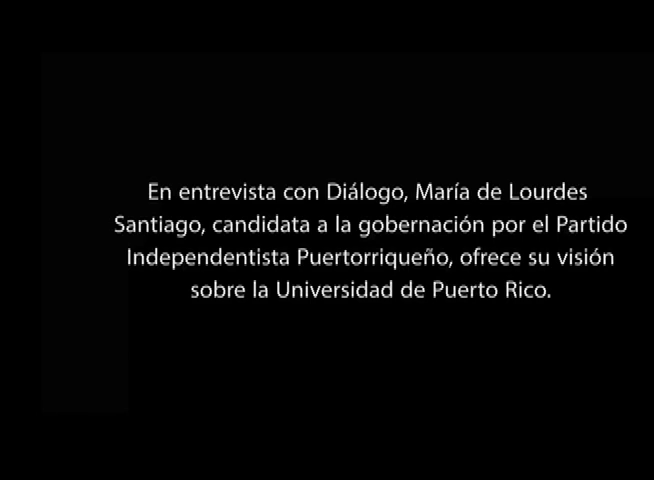 En entrevista con Diálogo, María de Lourdes
Santiago, candidata a la gobernación por el Partido
Independentista Puertorriqueño, ofrece su visión
sobre la Universidad de Puerto Rico.